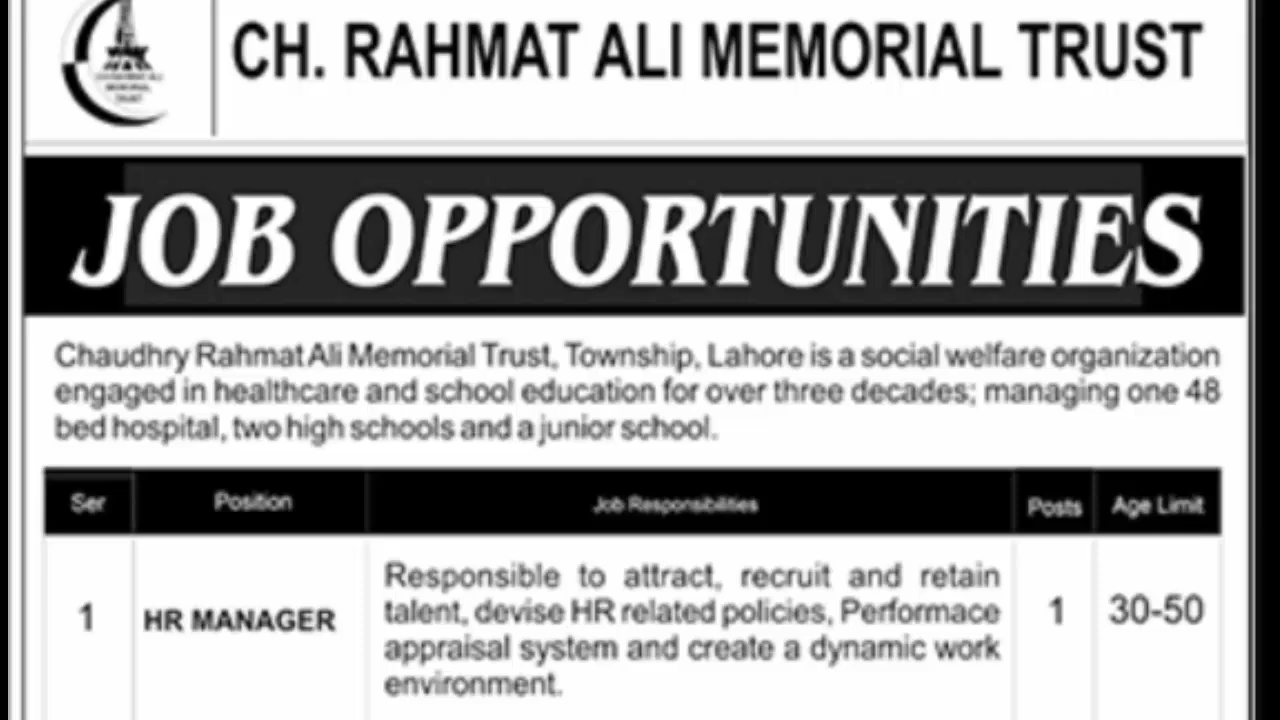 CH. RAHMAT ALI MEMORIAL TRUST
JOB OPPORTUNITIES
Chaudhry Rahmat Ali Memorial Trust, Township, Lahore is a social welfare organization
engaged in healthcare and school education for over three decades; managing one 48
bed hospital, two high schools and a junior school.
Ser Position Job Responsibilities Posts Age Limit
1 HR MANAGER Responsible to attract, recruit and retain
talent, devise HR related policies, Performace
appraisal system and create a dynamic work
environment. 1 30-50